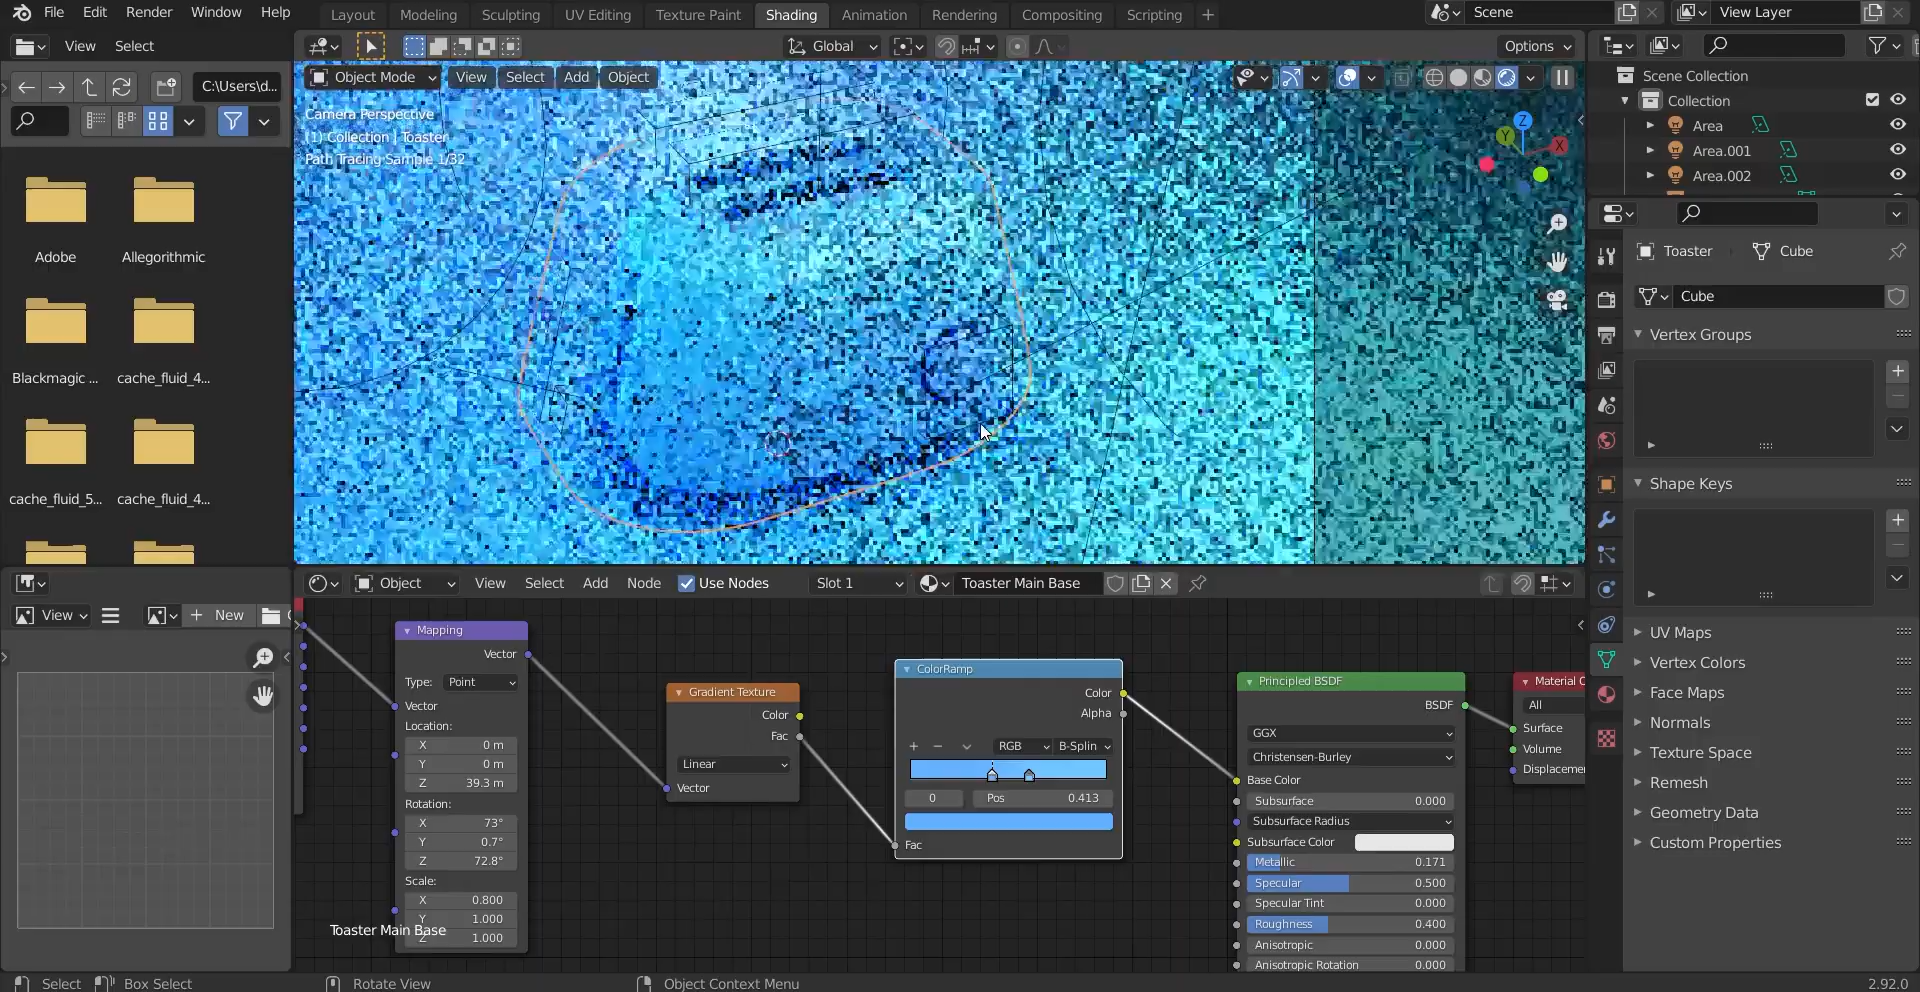 File Edit Render Window Help Layout Modeling Sculpting UV Editing Texture Paint Shading Animation Rendering Compositing Scripting + Scene View Layer
View Select Global Options
Object Mode View Select Add Object
C:\Users\d...
Camera Perspective
(1) Collection | Toaster
Path Tracing Sample 1/32
Z
Y
X
Scene Collection
Collection
Area
Area.001
Area.002
Adobe Allegorithmic
Blackmagic ... cache_fluid_4...
cache_fluid_5... cache_fluid_4...
Toaster Cube
Cube
Vertex Groups
Shape Keys
UV Maps
Vertex Colors
Face Maps
Normals
Texture Space
Remesh
Geometry Data
Custom Properties
Object View Select Add Node Use Nodes Slot 1 Toaster Main Base
View New
Mapping
Vector
Type: Point
Vector
Location:
X 0 m
Y 0 m
Z 39.3 m
Rotation:
X 73°
Y 0.7°
Z 72.8°
Scale:
X 0.800
Y 1.000
Z 1.000
Toaster Main Base
Gradient Texture
Color
Fac
Linear
Vector
ColorRamp
Color
Alpha
+ − RGB B-Splin
0 Pos 0.413
Fac
Principled BSDF
BSDF
GGX
Christensen-Burley
Base Color
Subsurface 0.000
Subsurface Radius
Subsurface Color
Metallic 0.171
Specular 0.500
Specular Tint 0.000
Roughness 0.400
Anisotropic 0.000
Anisotropic Rotation 0.000
Material
All
Surface
Volume
Displacemen
Select Box Select Rotate View Object Context Menu 2.92.0